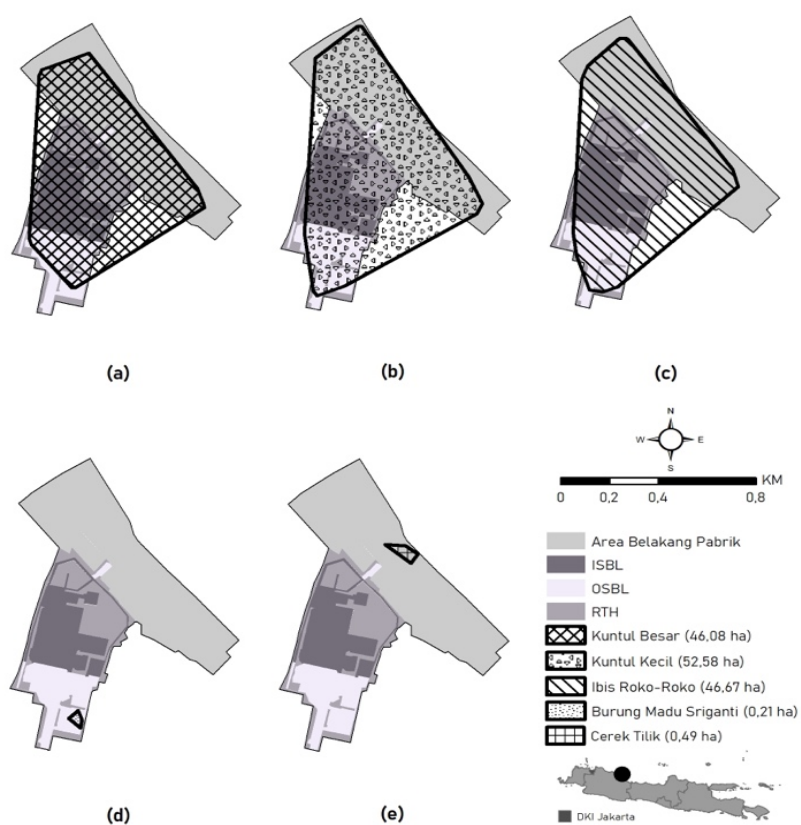 (a)
(b)
(c)
N
W
E
S
KM
0
0,2
0,4
0,8
Area Belakang Pabrik
ISBL
OSBL
RTH
Kuntul Besar (46,08 ha)
Kuntul Kecil (52,58 ha)
Ibis Roko-Roko (46,67 ha)
Burung Madu Sriganti (0,21 ha)
Cerek Tilik (0,49 ha)
DKI Jakarta
(d)
(e)